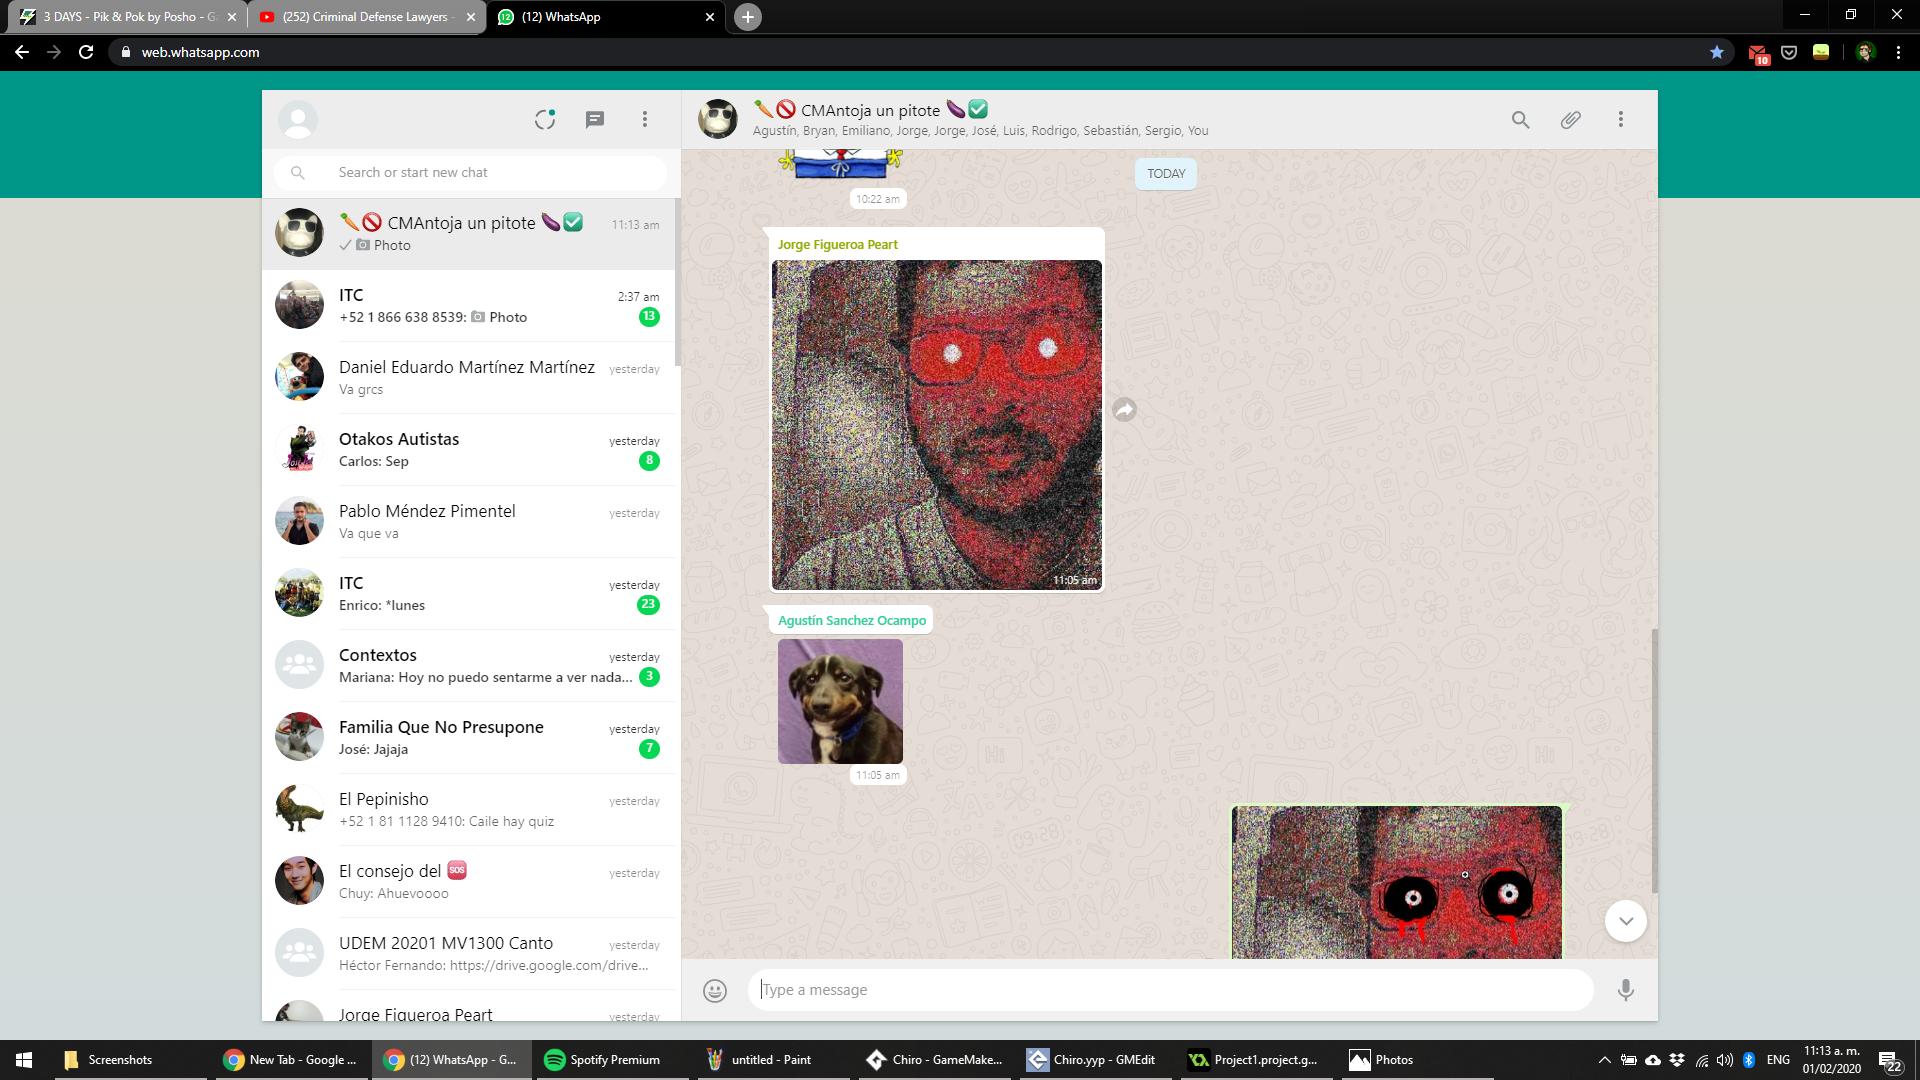 3 DAYS - Pik & Pok by Posho - G
(252) Criminal Defense Lawyers -
(12) WhatsApp
web.whatsapp.com
10
Search or start new chat
🥕🚫 CMAntoja un pitote 🍆✅
11:13 am
Photo
ITC
2:37 am
+52 1 866 638 8539: Photo
13
Daniel Eduardo Martínez Martínez
yesterday
Va grcs
Otakos Autistas
yesterday
Carlos: Sep
8
Pablo Méndez Pimentel
yesterday
Va que va
ITC
yesterday
Enrico: *lunes
23
Contextos
yesterday
Mariana: Hoy no puedo sentarme a ver nada...
3
Familia Que No Presupone
yesterday
José: Jajaja
7
El Pepinisho
yesterday
+52 1 81 1128 9410: Caile hay quiz
El consejo del 🆘
yesterday
Chuy: Ahuevoooo
UDEM 20201 MV1300 Canto
yesterday
Héctor Fernando: https://drive.google.com/drive...
Jorge Figueroa Peart
yesterday
🥕🚫 CMAntoja un pitote 🍆✅
Agustín, Bryan, Emiliano, Jorge, Jorge, José, Luis, Rodrigo, Sebastián, Sergio, You
TODAY
10:22 am
Jorge Figueroa Peart
11:05 am
Agustín Sanchez Ocampo
11:05 am
Type a message
Screenshots
New Tab - Google ...
(12) WhatsApp - G...
Spotify Premium
untitled - Paint
Chiro - GameMake...
Chiro.yyp - GMEdit
Project1.project.g...
Photos
ENG
11:13 a. m.
01/02/2020
22